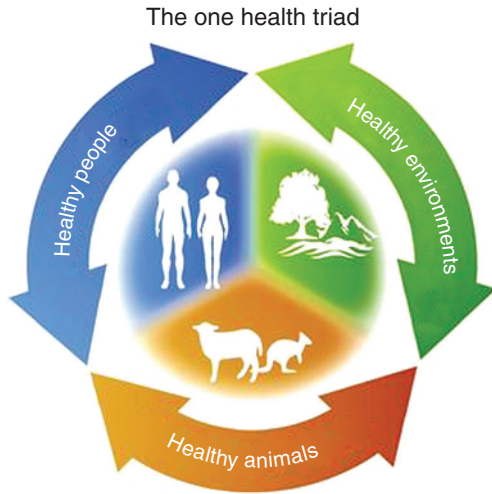 The one health triad
Healthy people
Healthy environments
Healthy animals